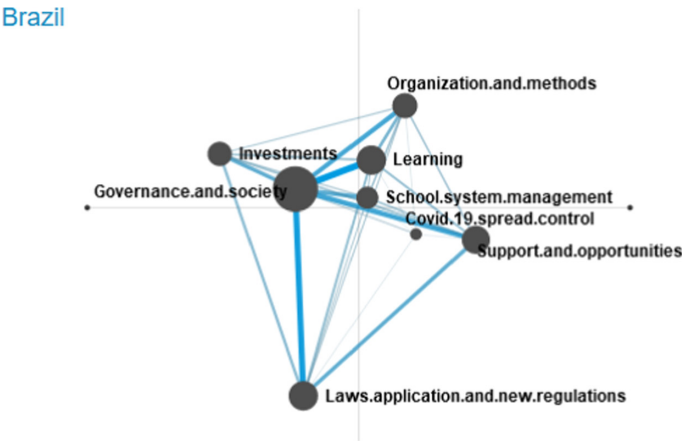 Brazil
Organization.and.methods
Investments
Learning
Governance.and.society
School.system.management
Covid.19.spread.control
Support.and.opportunities
Laws.application.and.new.regulations